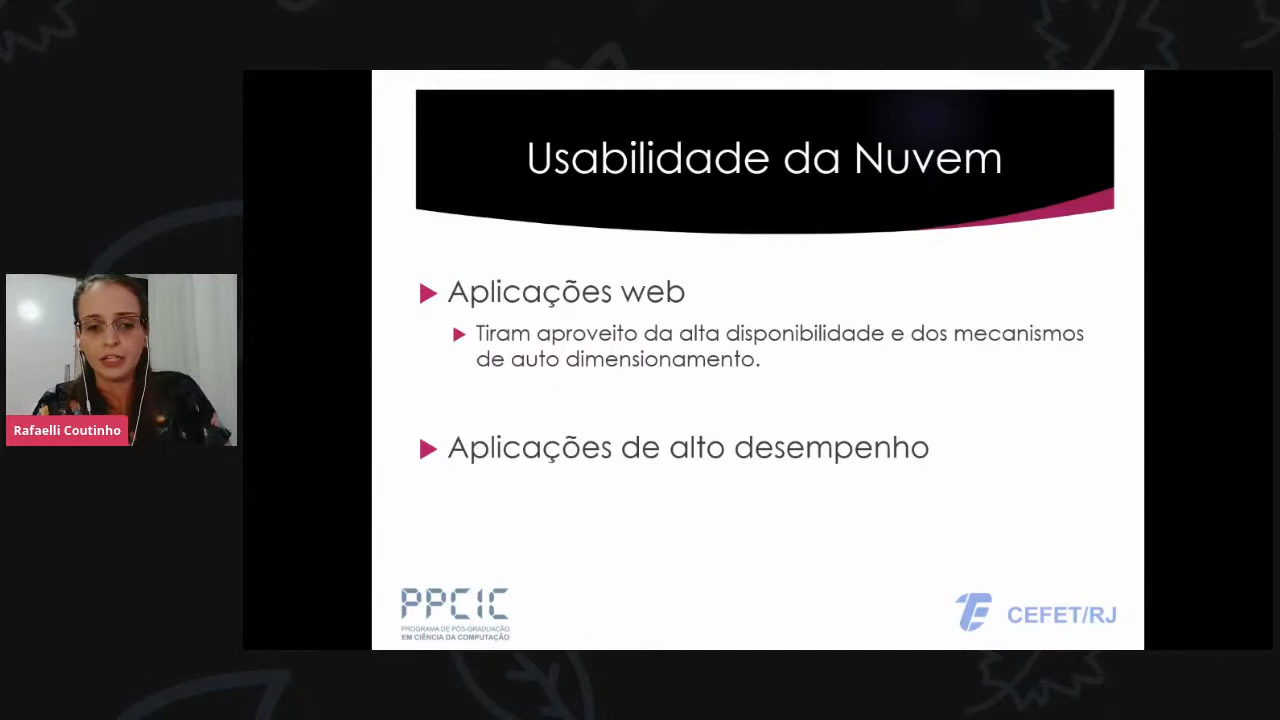 Usabilidade da Nuvem
Aplicações web
Tiram aproveito da alta disponibilidade e dos mecanismos
de auto dimensionamento.
Aplicações de alto desempenho
Rafaelli Coutinho
PPCIC
PROGRAMA DE PÓS-GRADUAÇÃO
EM CIÊNCIA DA COMPUTAÇÃO
CEFET/RJ